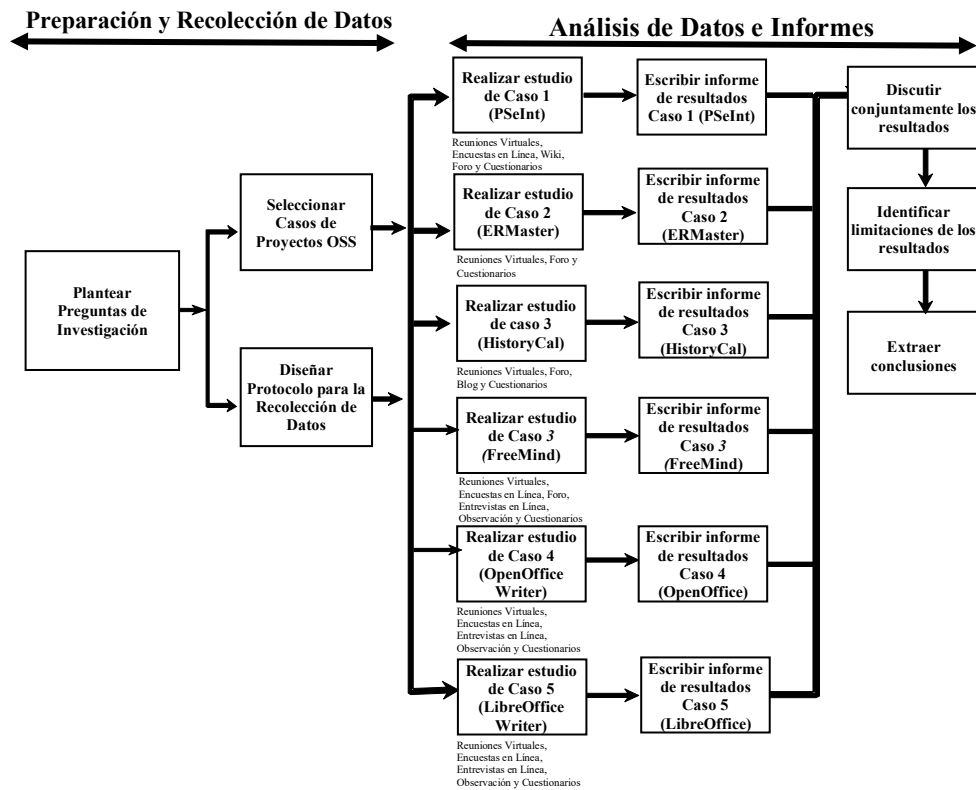 Preparación y Recolección de Datos
Análisis de Datos e Informes
Plantear
Preguntas de
Investigación
Seleccionar
Casos de
Proyectos OSS
Diseñar
Protocolo para la
Recolección de
Datos
Realizar estudio
de Caso 1
(PSeInt)
Reuniones Virtuales,
Encuestas en Línea, Wiki,
Foro y Cuestionarios
Escribir informe
de resultados
Caso 1 (PSeInt)
Realizar estudio
de Caso 2
(ERMaster)
Reuniones Virtuales, Foro y
Cuestionarios
Escribir informe
de resultados
Caso 2
(ERMaster)
Realizar estudio
de caso 3
(HistoryCal)
Reuniones Virtuales, Foro,
Blog y Cuestionarios
Escribir informe
de resultados
Caso 3
(HistoryCal)
Realizar estudio
de Caso 3
(FreeMind)
Reuniones Virtuales,
Encuestas en Línea, Foro,
Entrevistas en Línea,
Observación y Cuestionarios
Escribir informe
de resultados
Caso 3
(FreeMind)
Realizar estudio
de Caso 4
(OpenOffice
Writer)
Reuniones Virtuales,
Encuestas en Línea,
Entrevistas en Línea,
Observación y Cuestionarios
Escribir informe
de resultados
Caso 4
(OpenOffice)
Realizar estudio
de Caso 5
(LibreOffice
Writer)
Reuniones Virtuales,
Encuestas en Línea,
Entrevistas en Línea,
Observación y Cuestionarios
Escribir informe
de resultados
Caso 5
(LibreOffice)
Discutir
conjuntamente los
resultados
Identificar
limitaciones de los
resultados
Extraer
conclusiones